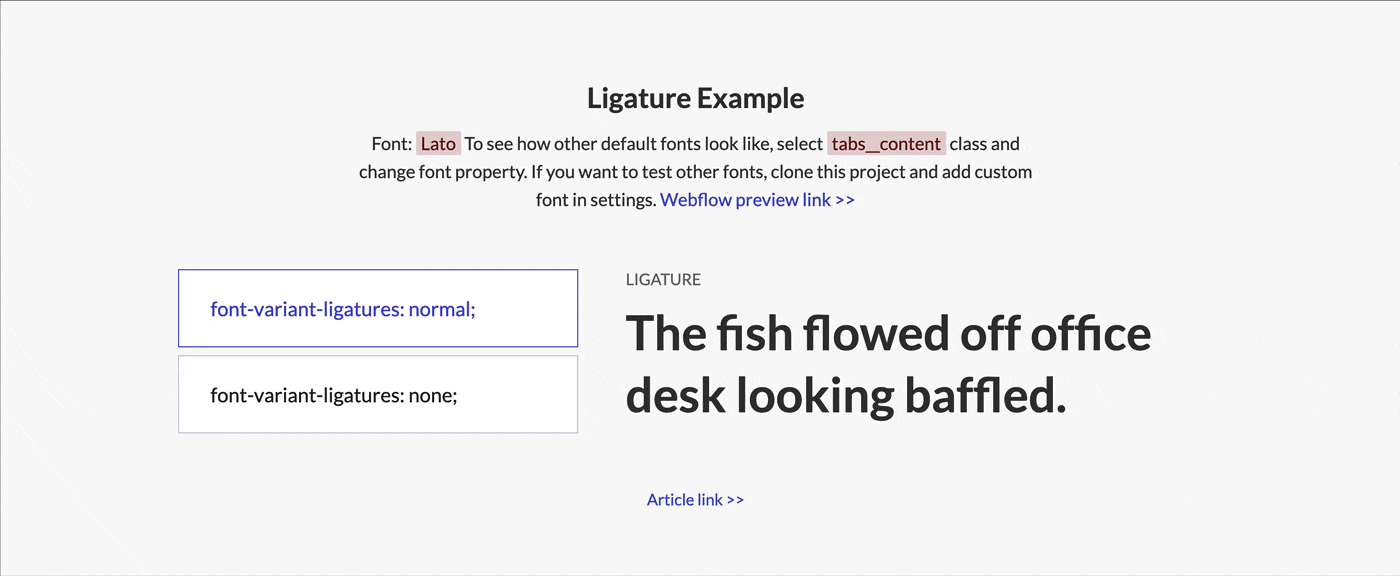 Ligature Example
Font: Lato To see how other default fonts look like, select tabs__content class and
change font property. If you want to test other fonts, clone this project and add custom
font in settings. Webflow preview link >>
font-variant-ligatures: normal;
font-variant-ligatures: none;
LIGATURE
The fish flowed off office
desk looking baffled.
Article link >>